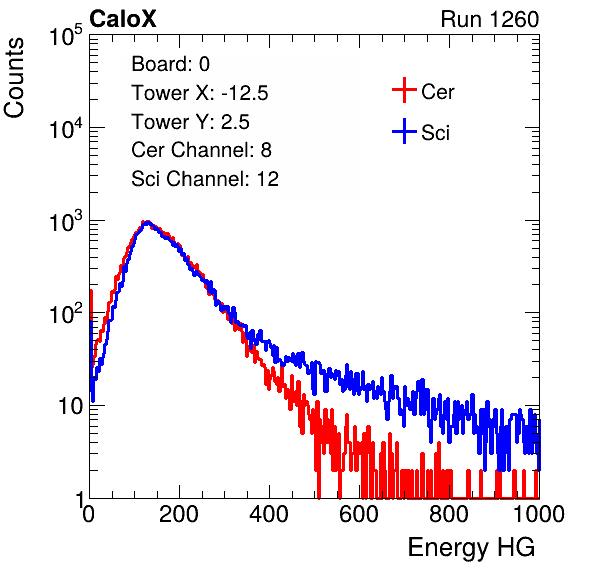 CaloX
Run 1260
Counts
10^5
10^4
10^3
10^2
10
1
Board: 0
Tower X: -12.5
Tower Y: 2.5
Cer Channel: 8
Sci Channel: 12
Cer
Sci
0
200
400
600
800
1000
Energy HG